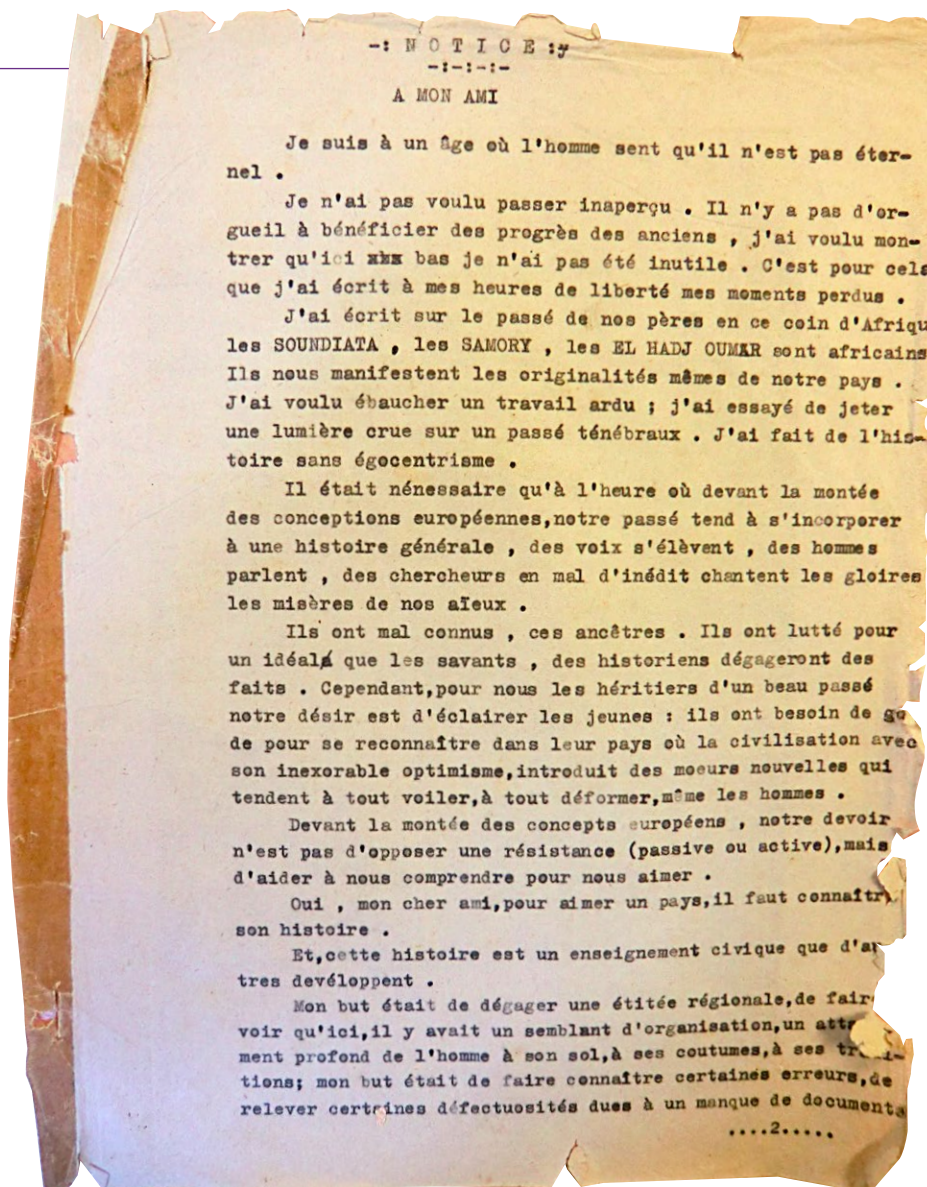 -: N O T I C E :-
-:-:-:-
A MON AMI
Je suis à un âge où l'homme sent qu'il n'est pas éter-
nel .
Je n'ai pas voulu passer inaperçu . Il n'y a pas d'or-
gueil à bénéficier des progrès des anciens , j'ai voulu mon-
trer qu'ici xxx bas je n'ai pas été inutile . C'est pour cela
que j'ai écrit à mes heures de liberté mes moments perdus .
J'ai écrit sur le passé de nos pères en ce coin d'Afriqu
les SOUNDIATA , les SAMORY , les EL HADJ OUMAR sont africains
Ils nous manifestent les originalités mêmes de notre pays .
J'ai voulu ébaucher un travail ardu ; j'ai essayé de jeter
une lumière crue sur un passé ténébraux . J'ai fait de l'his-
toire sans égocentrisme .
Il était nénessaire qu'à l'heure où devant la montée
des conceptions européennes,notre passé tend à s'incorporer
à une histoire générale , des voix s'élèvent , des hommes
parlent , des chercheurs en mal d'inédit chantent les gloires
les misères de nos aïeux .
Ils ont mal connus , ces ancêtres . Ils ont lutté pour
un idéal que les savants , des historiens dégageront des
faits . Cependant,pour nous les héritiers d'un beau passé
notre désir est d'éclairer les jeunes : ils ont besoin de
de pour se reconnaître dans leur pays où la civilisation avec
son inexorable optimisme,introduit des moeurs nouvelles qui
tendent à tout voiler,à tout déformer,même les hommes .
Devant la montée des concepts européens , notre devoir
n'est pas d'opposer une résistance (passive ou active),mais
d'aider à nous comprendre pour nous aimer .
Oui , mon cher ami,pour aimer un pays,il faut connaîtr
son histoire .
Et,cette histoire est un enseignement civique que d'au
tres devéloppent .
Mon but était de dégager une étitée régionale,de fair
voir qu'ici,il y avait un semblant d'organisation,un att
ment profond de l'homme à son sol,à ses coutumes,à ses
tions; mon but était de faire connaître certaines erreurs,de
relever certaines défectuosités dues à un manque de documents
....2.....